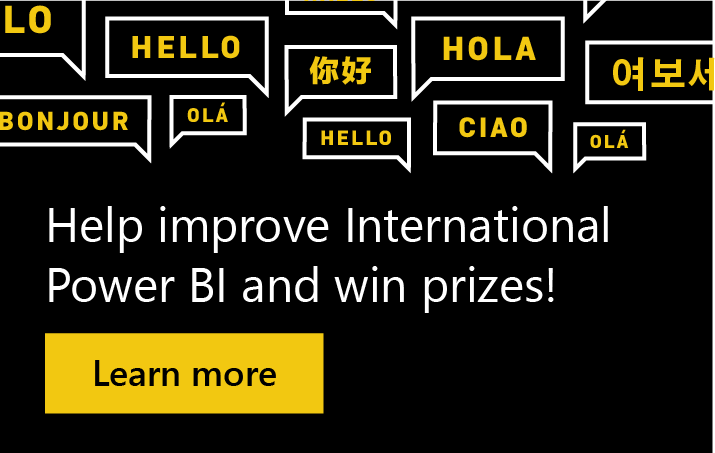 LO
HELLO
你好
HOLA
여보세
BONJOUR
OLÁ
HELLO
CIAO
OLÁ
Help improve International
Power BI and win prizes!
Learn more